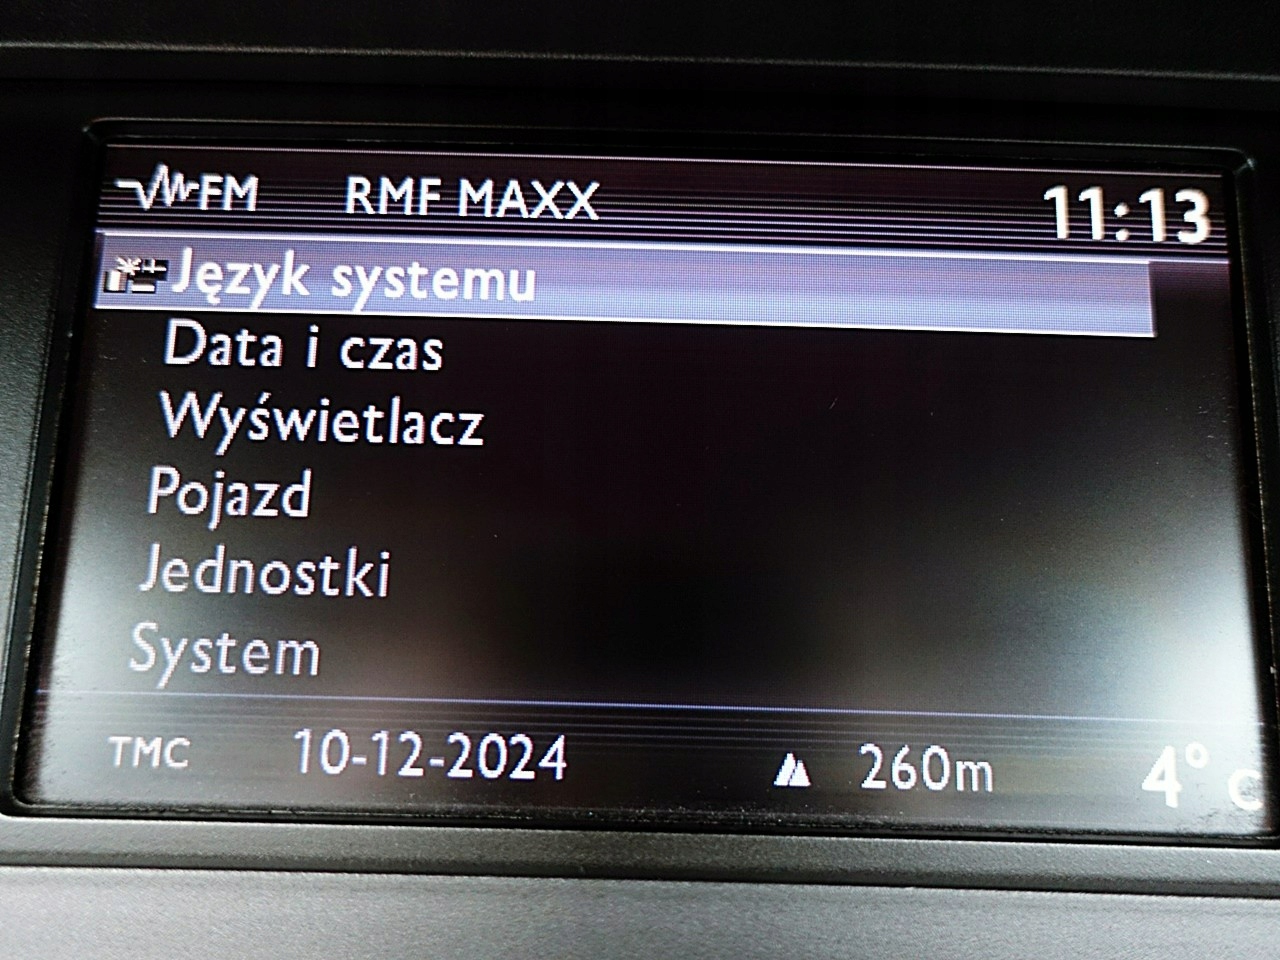 FM RMF MAXX 11:13
Język systemu
Data i czas
Wyświetlacz
Pojazd
Jednostki
System
TMC 10-12-2024 260m 4° C